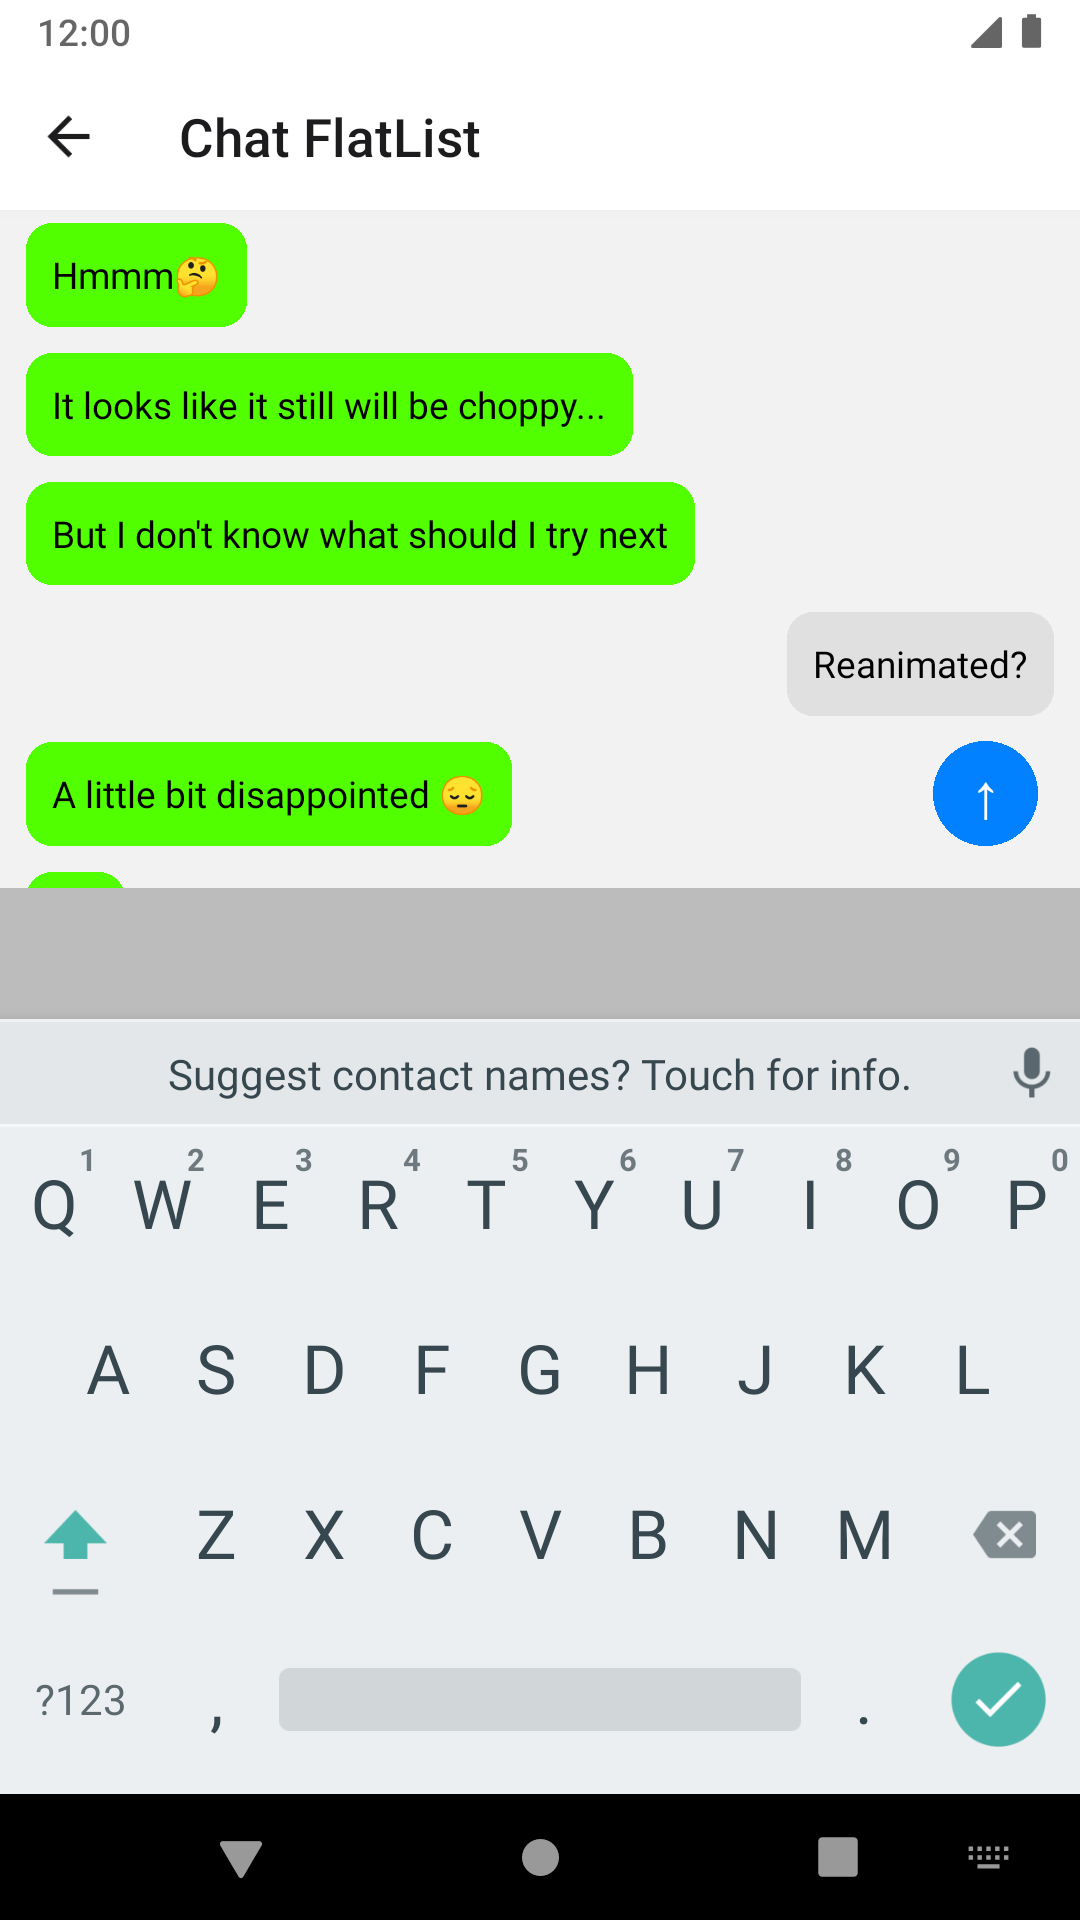 12:00
Chat FlatList
Hmmm🤔
It looks like it still will be choppy...
But I don't know what should I try next
Reanimated?
A little bit disappointed 😔
↑
Suggest contact names? Touch for info.
1 2 3 4 5 6 7 8 9 0
Q W E R T Y U I O P
A S D F G H J K L
Z X C V B N M
?123 , .